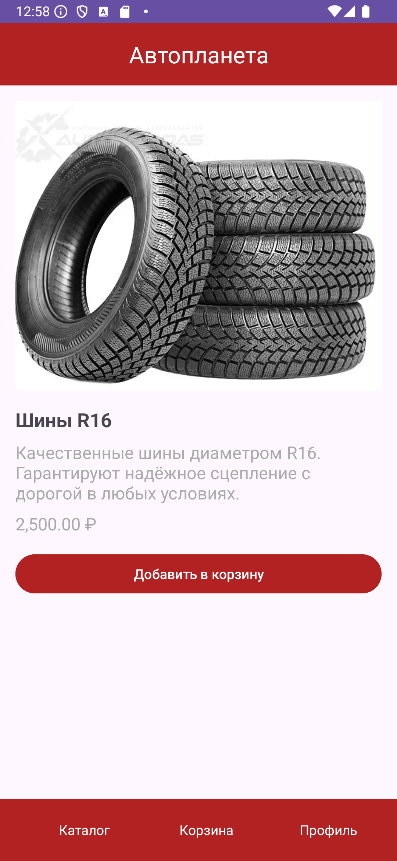 12:58
Автопланета
Шины R16
Качественные шины диаметром R16.
Гарантируют надёжное сцепление с
дорогой в любых условиях.
2,500.00 ₽
Добавить в корзину
Каталог
Корзина
Профиль